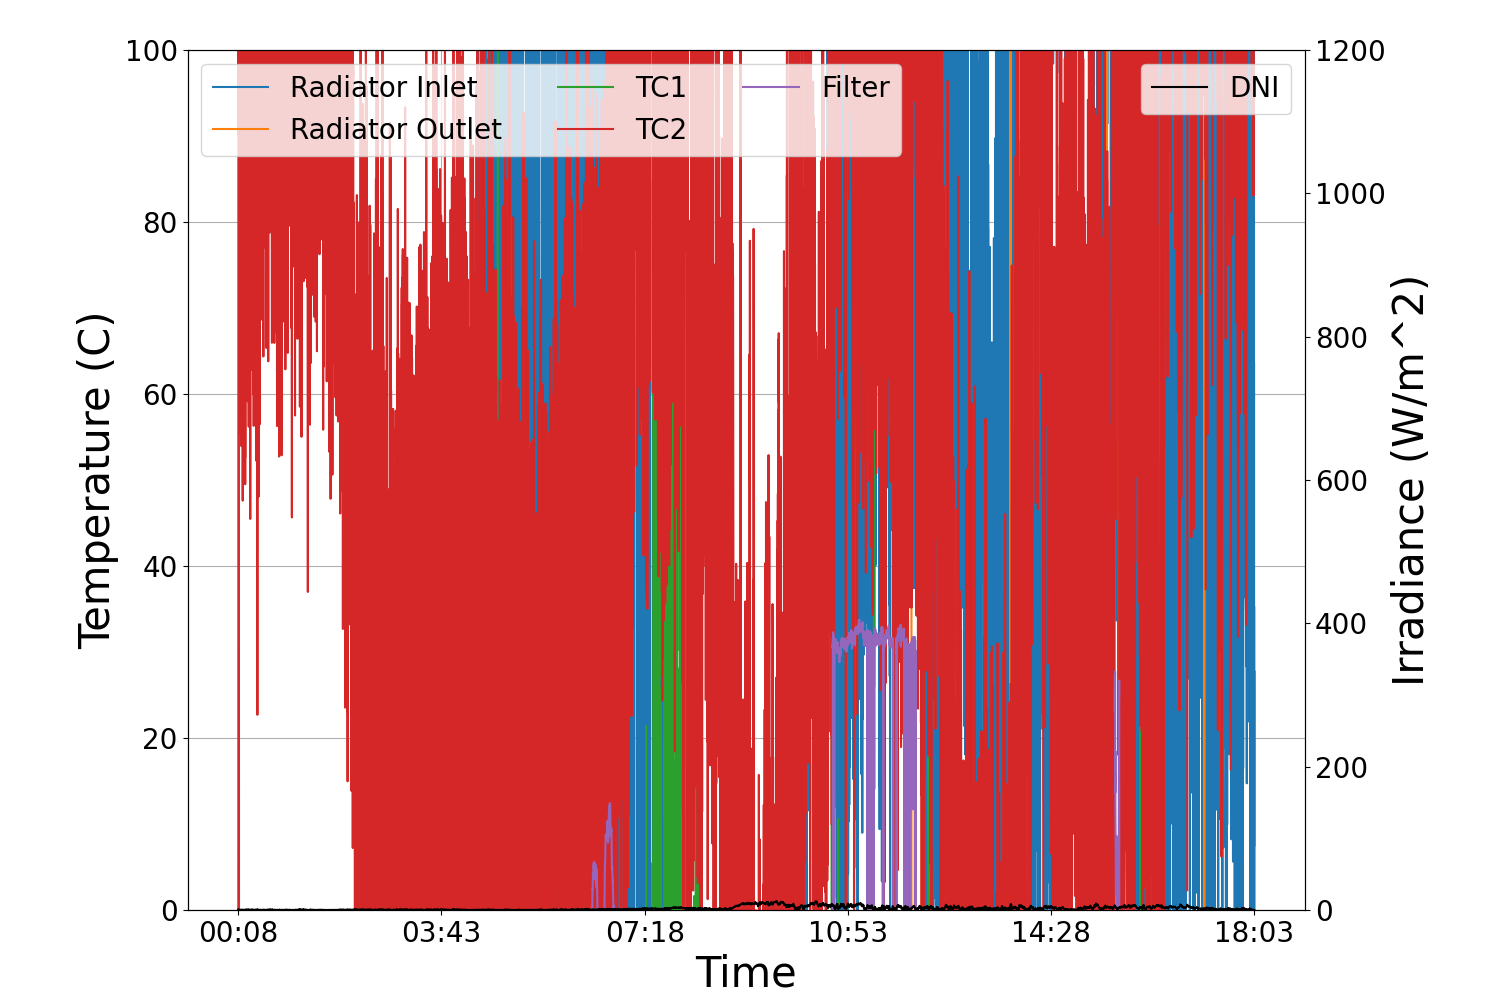 100
80
60
40
20
0
Temperature (C)
Radiator Inlet
Radiator Outlet
TC1
TC2
Filter
DNI
1200
1000
800
600
400
200
0
Irradiance (W/m^2)
00:08 03:43 07:18 10:53 14:28 18:03
Time